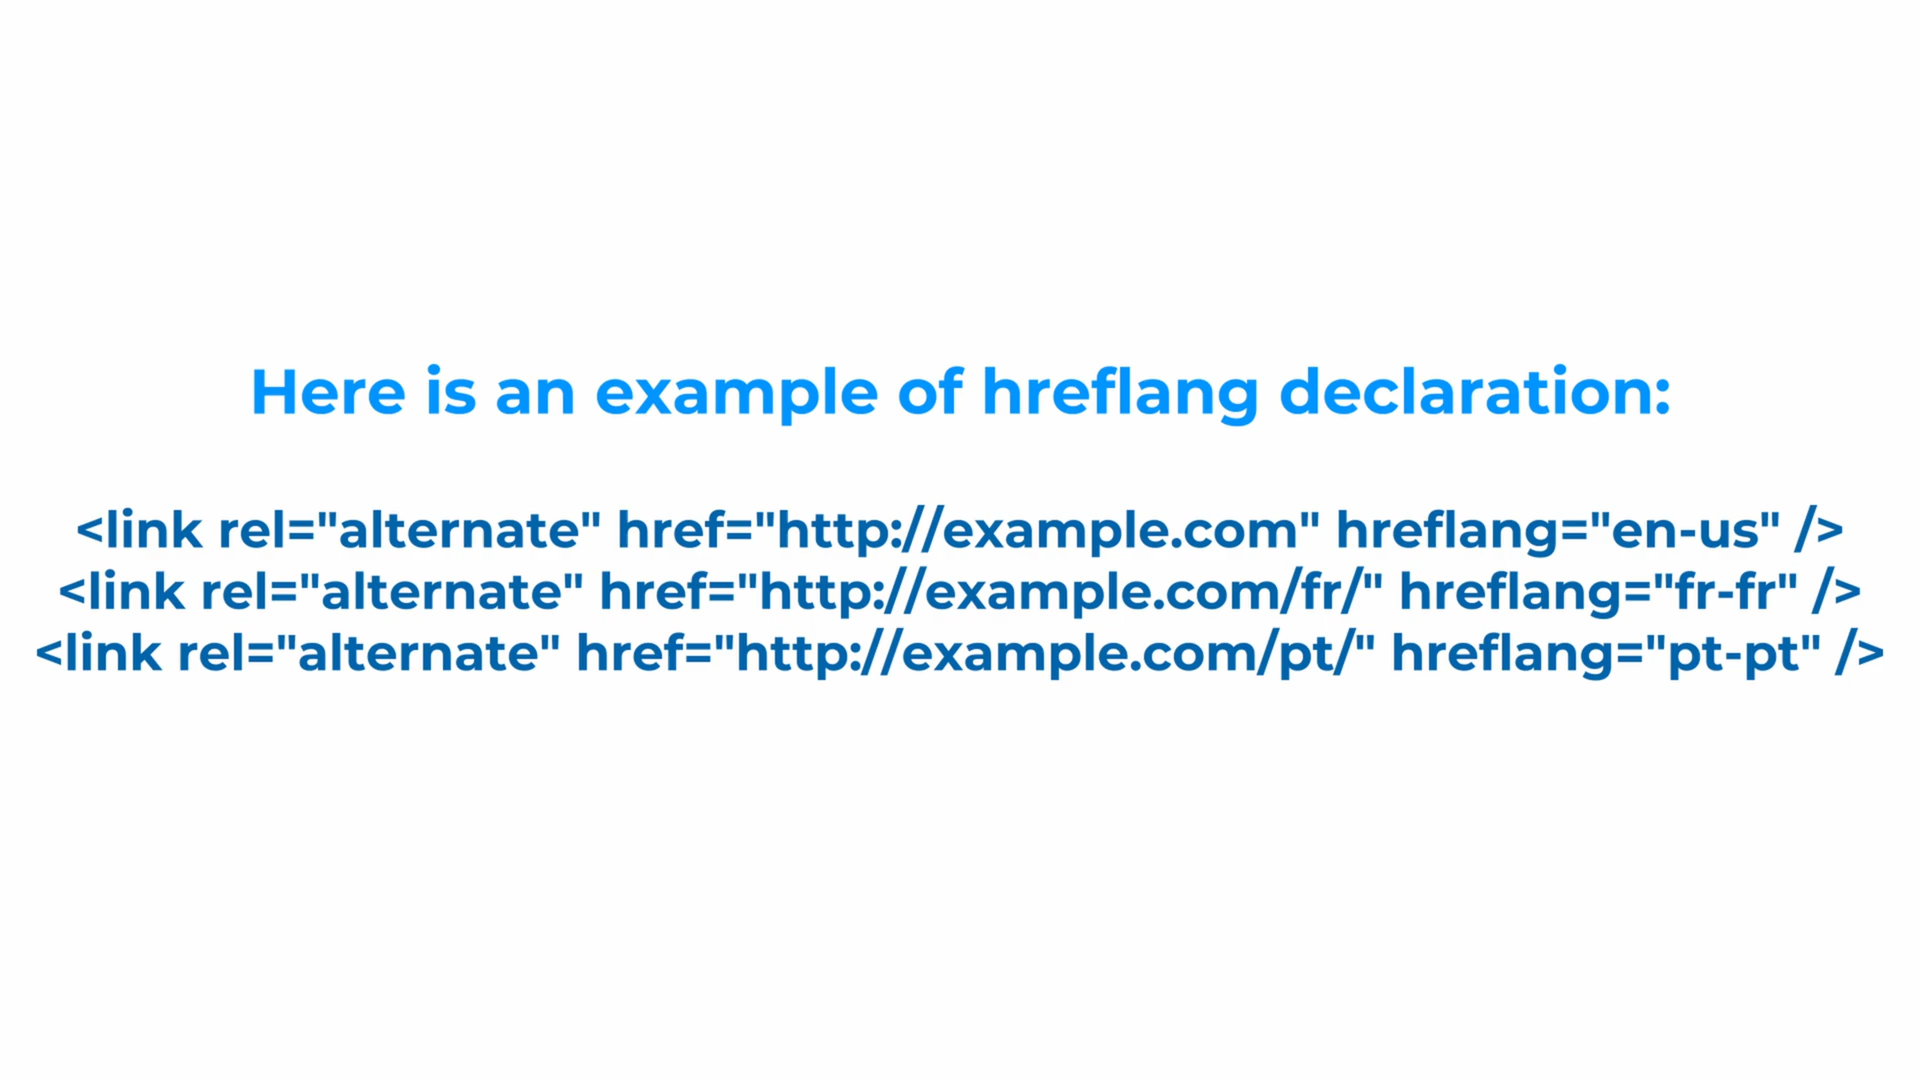 Here is an example of hreflang declaration:
<link rel="alternate" href="http://example.com" hreflang="en-us" />
<link rel="alternate" href="http://example.com/fr/" hreflang="fr-fr" />
<link rel="alternate" href="http://example.com/pt/" hreflang="pt-pt" />